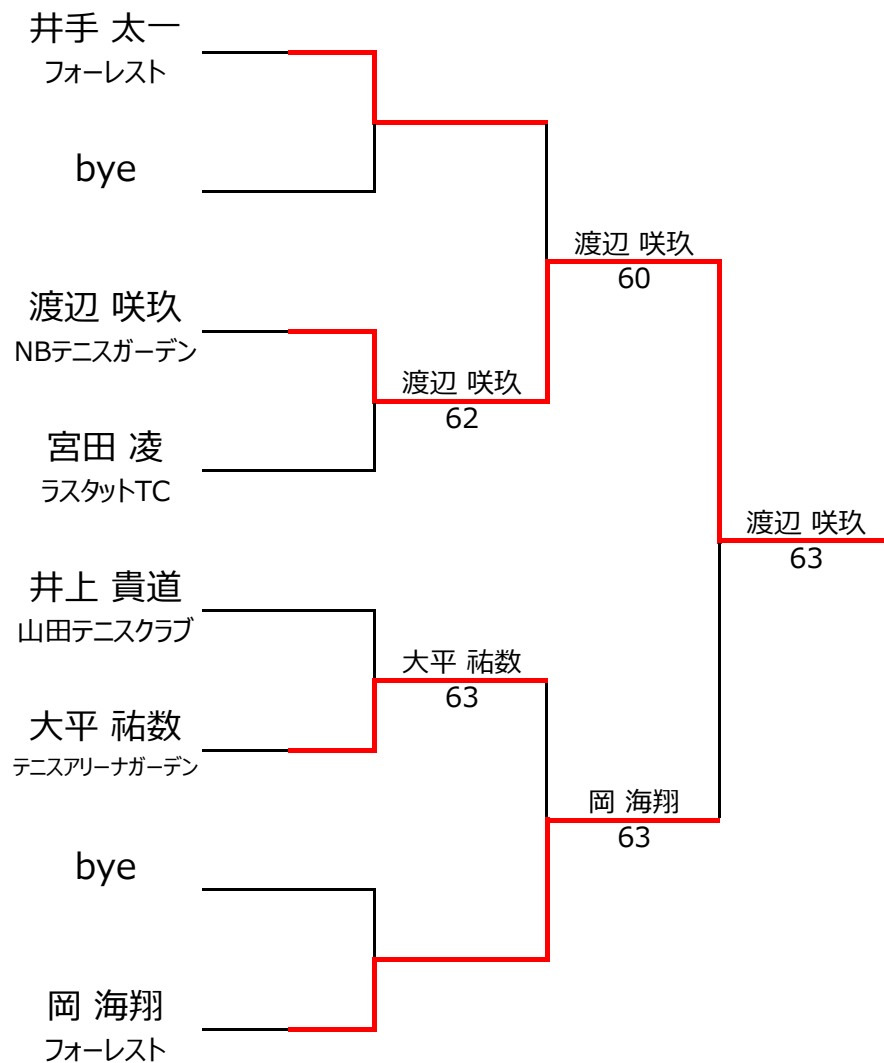 井手 太一
フォーレスト
bye
渡辺 咲玖
60
渡辺 咲玖
NBテニスガーデン
渡辺 咲玖
62
宮田 凌
ラスタットTC
渡辺 咲玖
63
井上 貴道
山田テニスクラブ
大平 祐数
63
大平 祐数
テニスアリーナガーデン
岡 海翔
63
bye
岡 海翔
フォーレスト